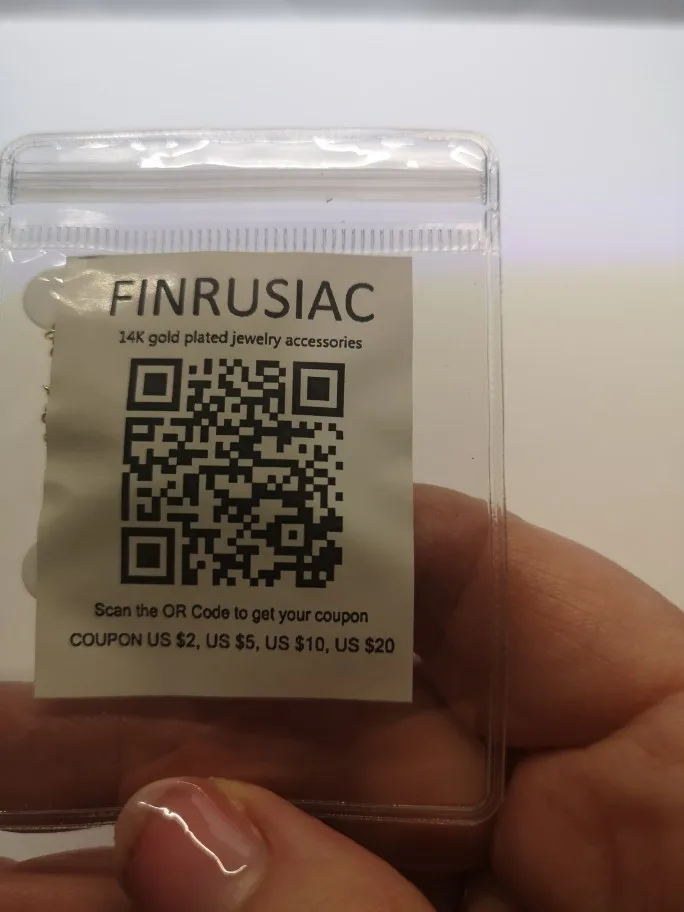 FINRUSIAC
14K gold plated jewelry accessories
Scan the OR Code to get your coupon
COUPON US $2, US $5, US $10, US $20